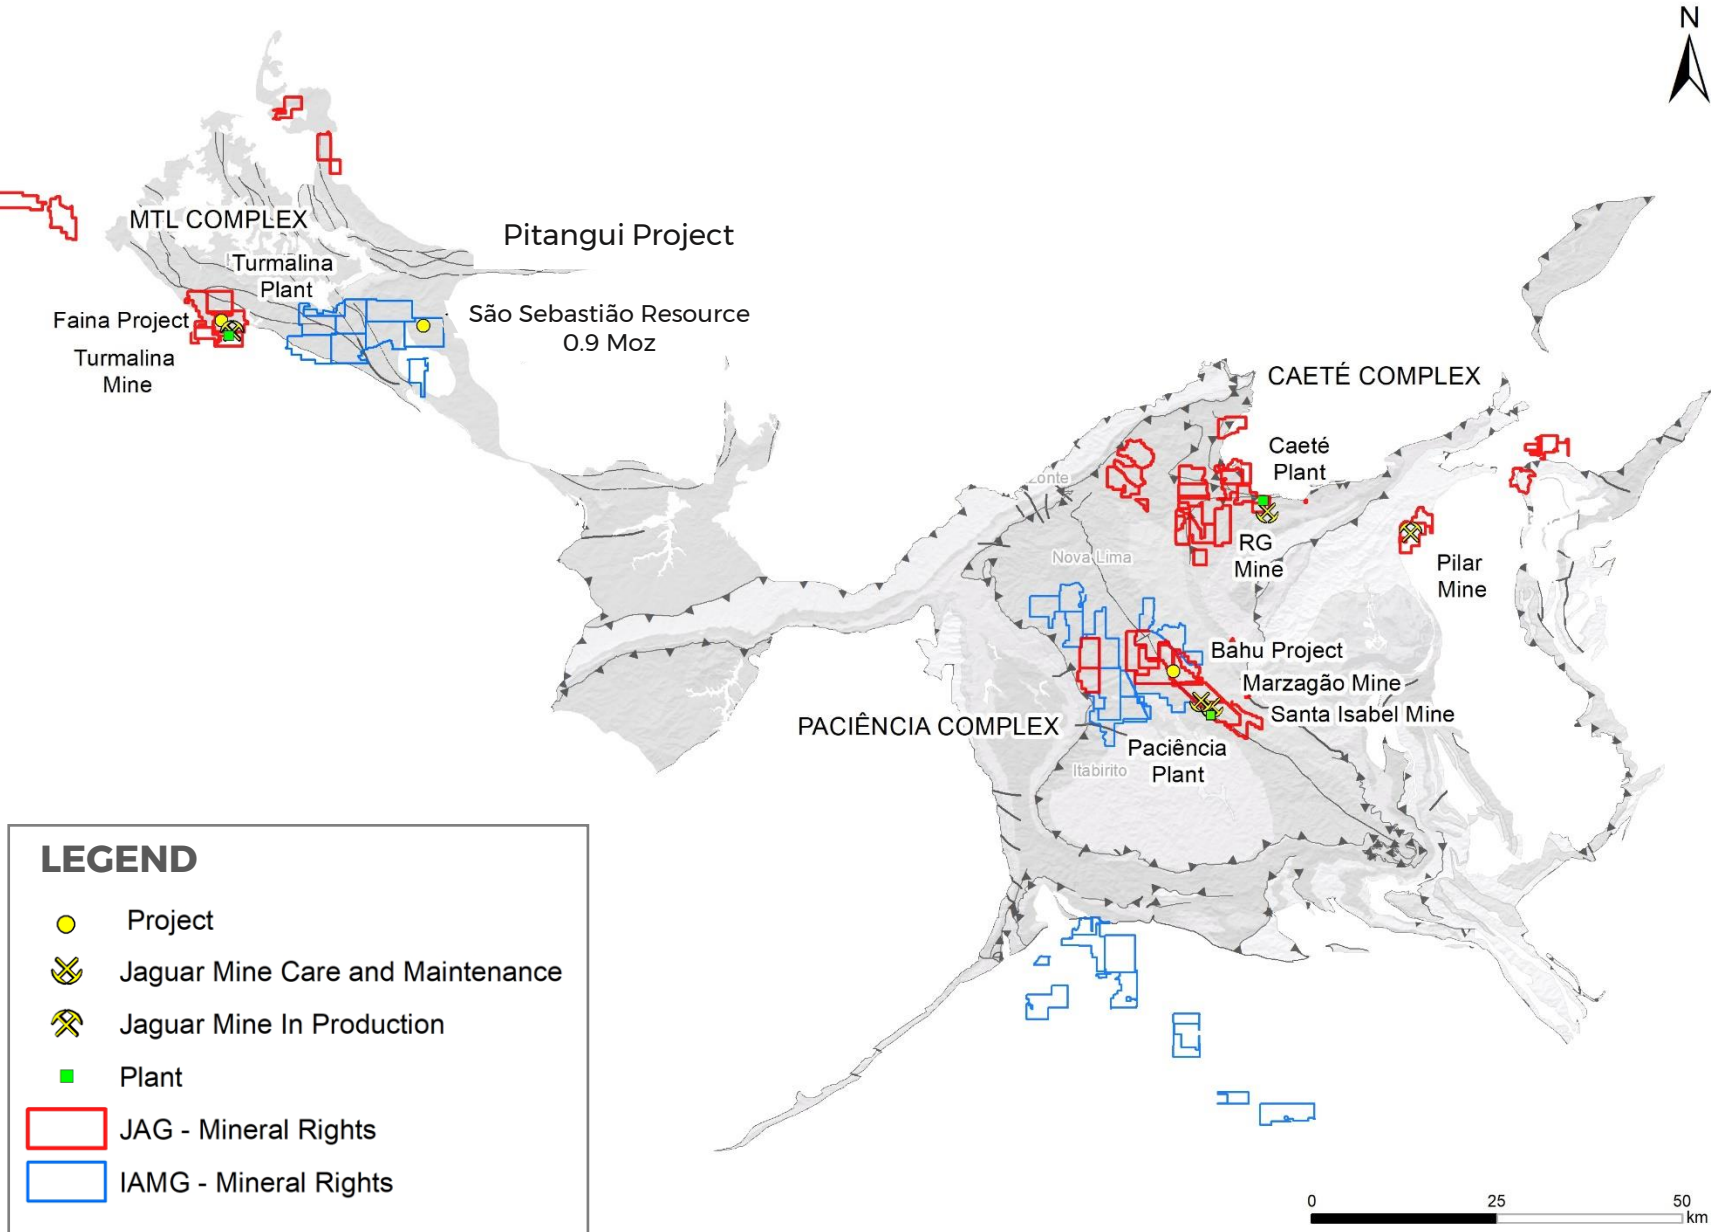 N
MTL COMPLEX
Pitangui Project
Turmalina
Plant
Faina Project
São Sebastião Resource
0.9 Moz
Turmalina
Mine
CAETÉ COMPLEX
Caeté
Plant
Nova Lima
RG
Mine
Pilar
Mine
Bahu Project
Marzagão Mine
Santa Isabel Mine
PACIÊNCIA COMPLEX
Paciência
Plant
Itabirito
LEGEND
Project
Jaguar Mine Care and Maintenance
Jaguar Mine In Production
Plant
JAG - Mineral Rights
IAMG - Mineral Rights
0 25 50
km